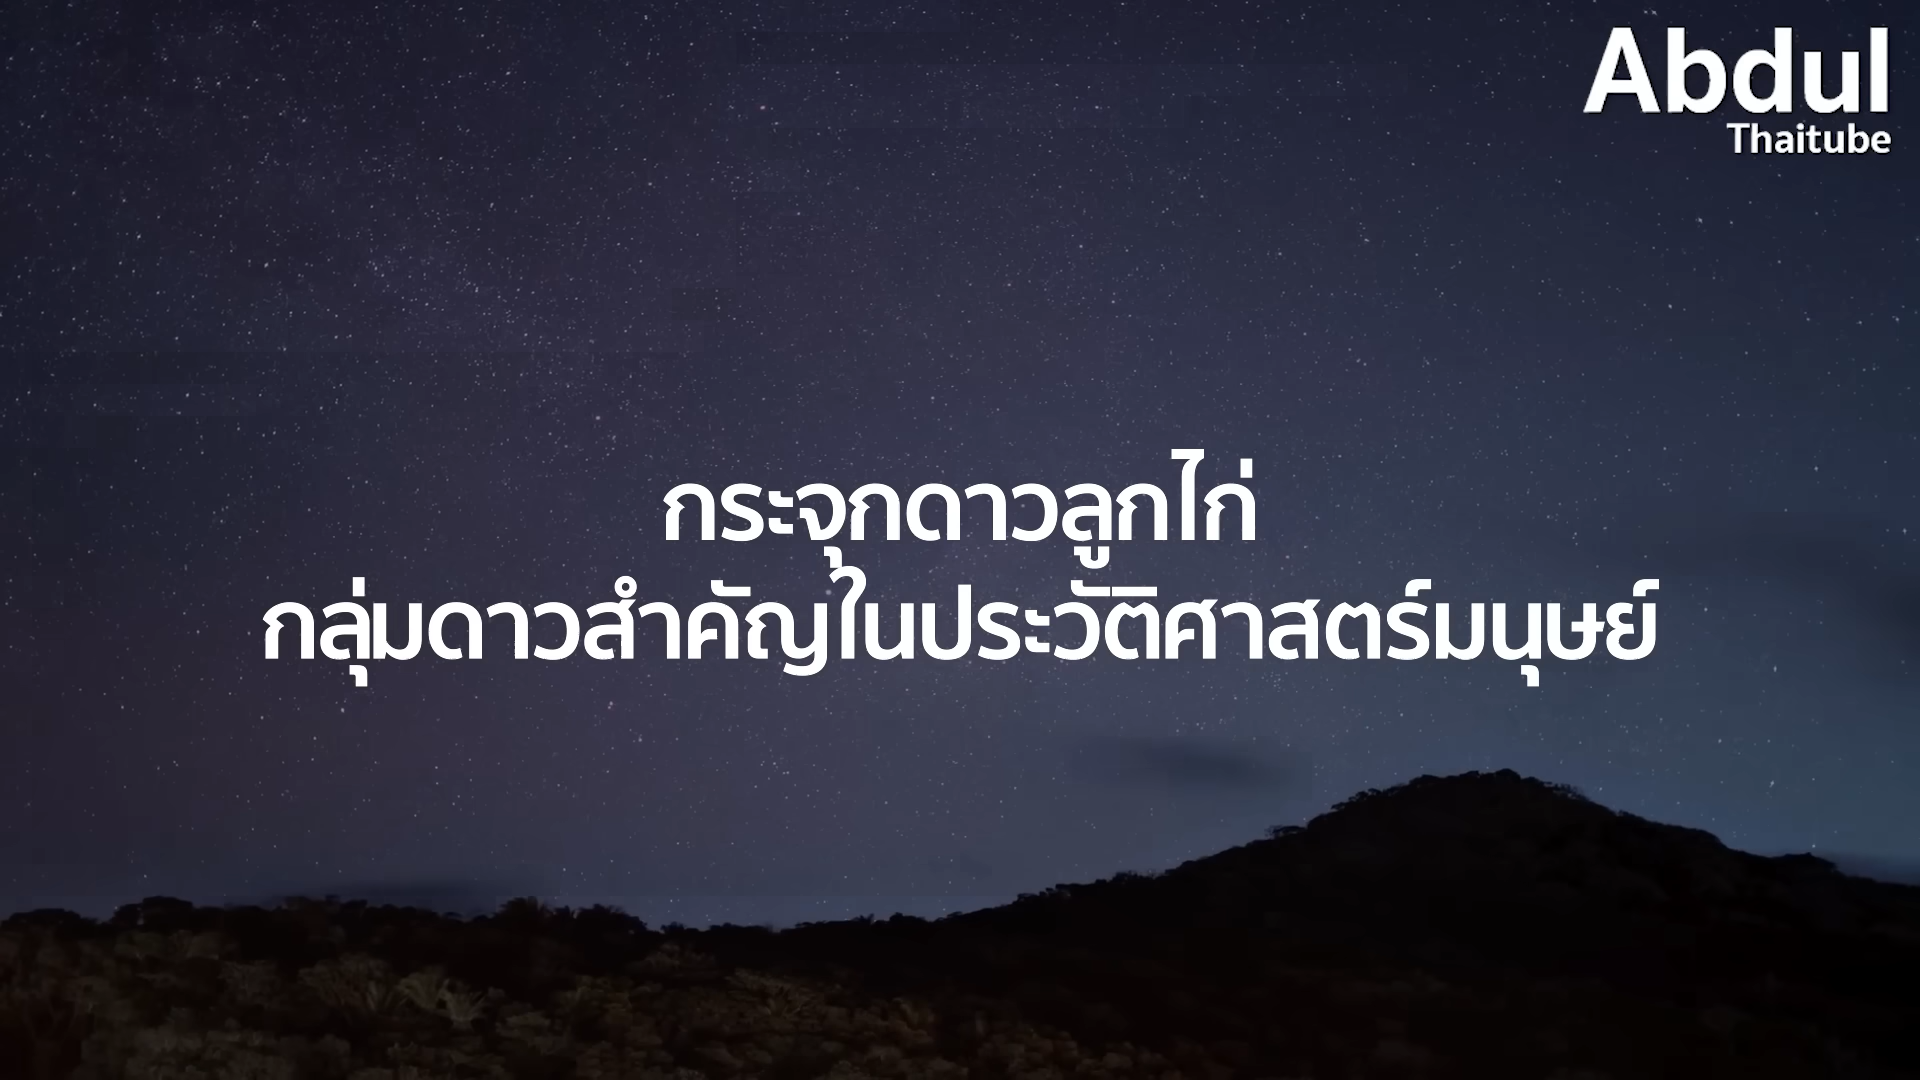 Abdul
Thaitube
กระจุกดาวลูกไก่
กลุ่มดาวสำคัญในประวัติศาสตร์มนุษย์